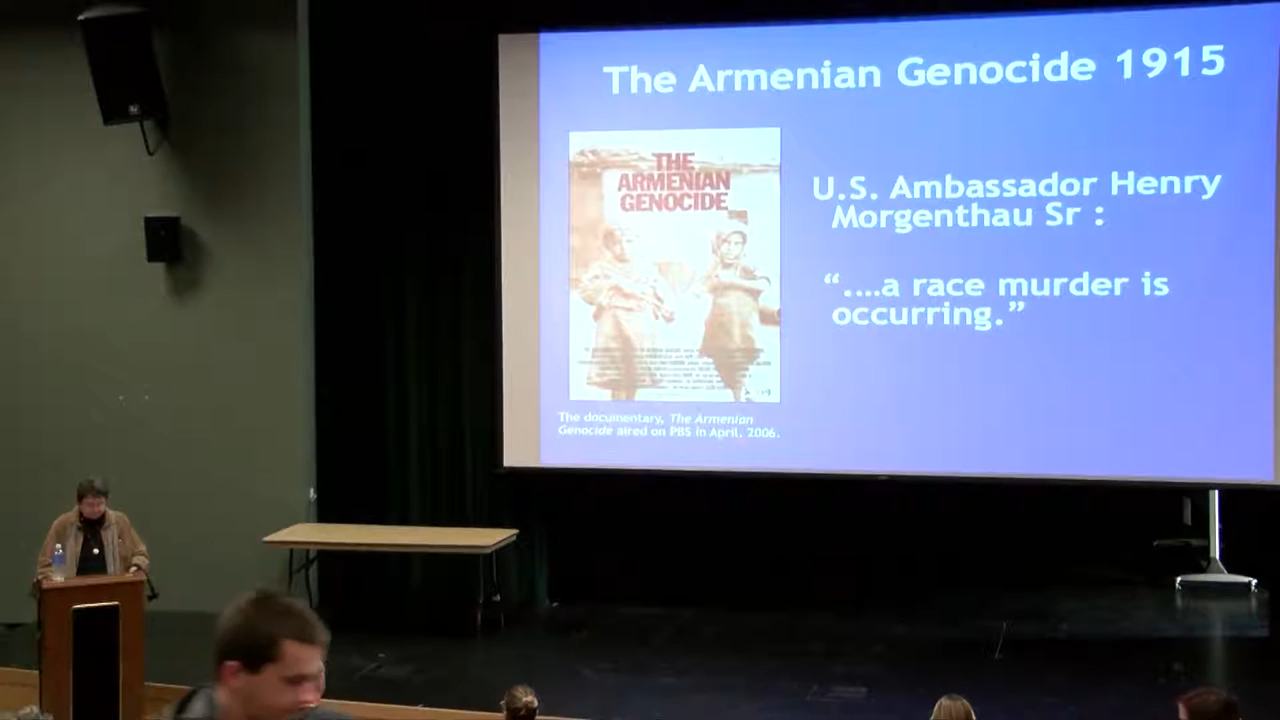 The Armenian Genocide 1915
THE
ARMENIAN
GENOCIDE
U.S. Ambassador Henry
Morgenthau Sr :
“....a race murder is
occurring.”
The documentary, The Armenian
Genocide aired on PBS in April, 2006.